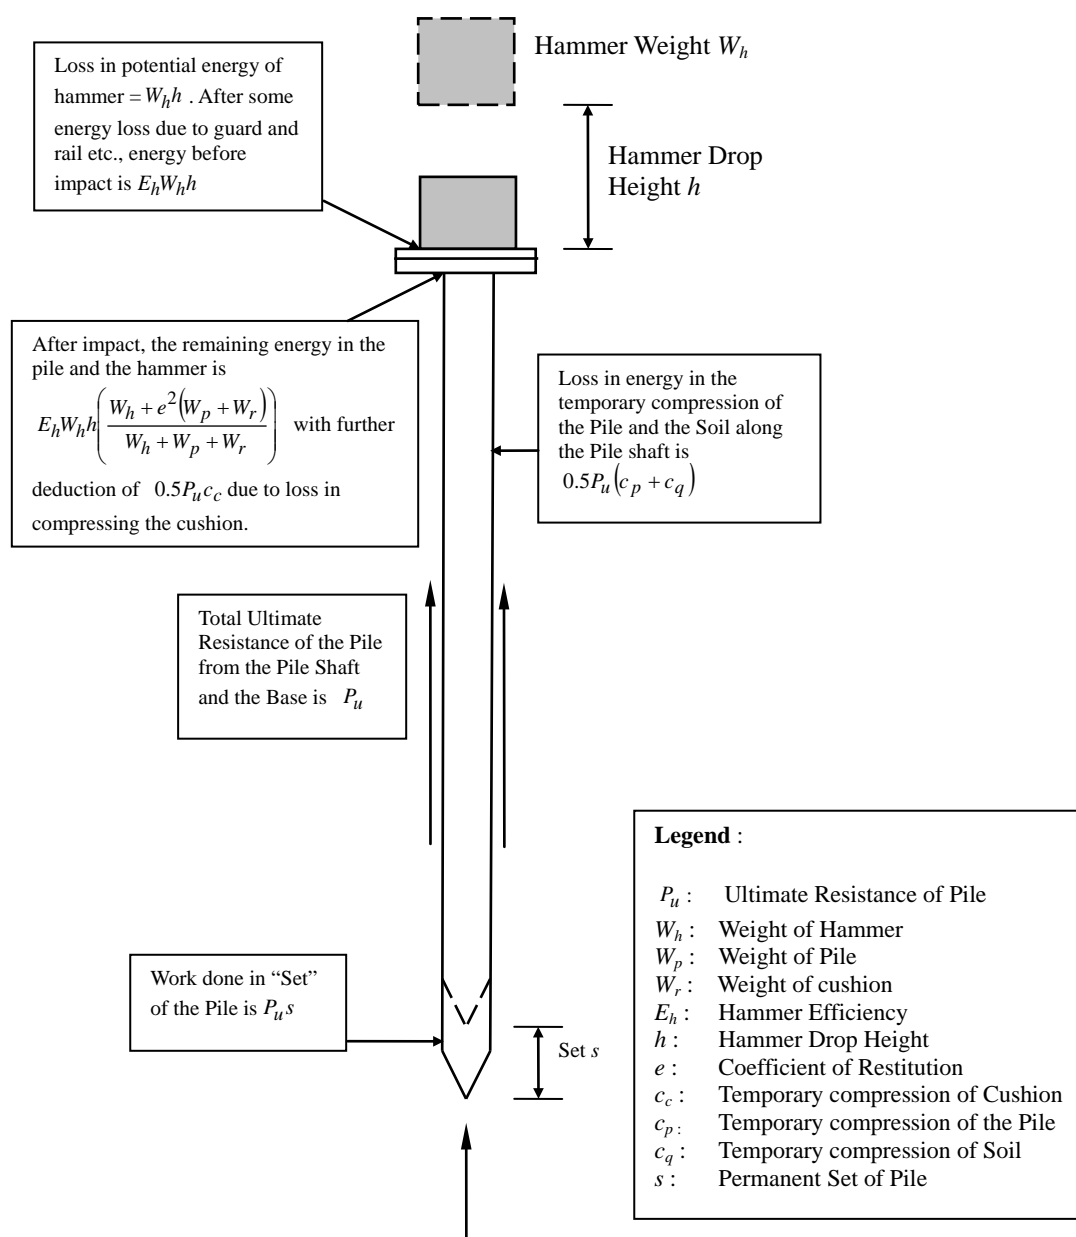 Hammer Weight W_h
Loss in potential energy of
hammer = W_h h . After some
energy loss due to guard and
rail etc., energy before
impact is E_h W_h h
Hammer Drop
Height h
After impact, the remaining energy in the
pile and the hammer is
E_h W_h h ( (W_h + e^2 (W_p + W_r)) / (W_h + W_p + W_r) ) with further
deduction of 0.5P_u c_c due to loss in
compressing the cushion.
Loss in energy in the
temporary compression of
the Pile and the Soil along
the Pile shaft is
0.5P_u (c_p + c_q)
Total Ultimate
Resistance of the Pile
from the Pile Shaft
and the Base is P_u
Work done in “Set”
of the Pile is P_u s
Set s
Legend :
P_u : Ultimate Resistance of Pile
W_h : Weight of Hammer
W_p : Weight of Pile
W_r : Weight of cushion
E_h : Hammer Efficiency
h : Hammer Drop Height
e : Coefficient of Restitution
c_c : Temporary compression of Cushion
c_p : Temporary compression of the Pile
c_q : Temporary compression of Soil
s : Permanent Set of Pile